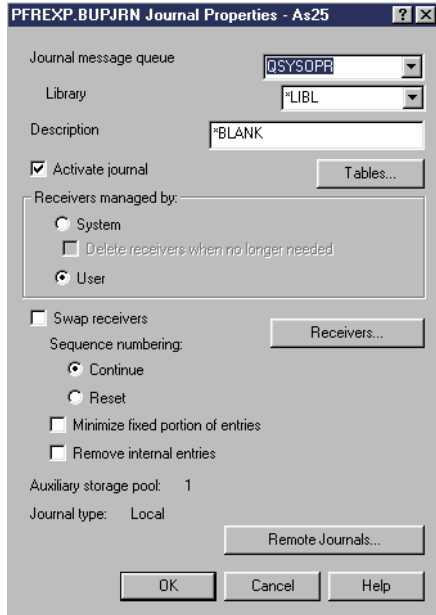 PFREXP.BUPJRN Journal Properties - As25
Journal message queue QSYSOPR
Library *LIBL
Description *BLANK
Activate journal Tables...
Receivers managed by:
System
Delete receivers when no longer needed
User
Swap receivers Receivers...
Sequence numbering:
Continue
Reset
Minimize fixed portion of entries
Remove internal entries
Auxiliary storage pool: 1
Journal type: Local
Remote Journals...
OK Cancel Help